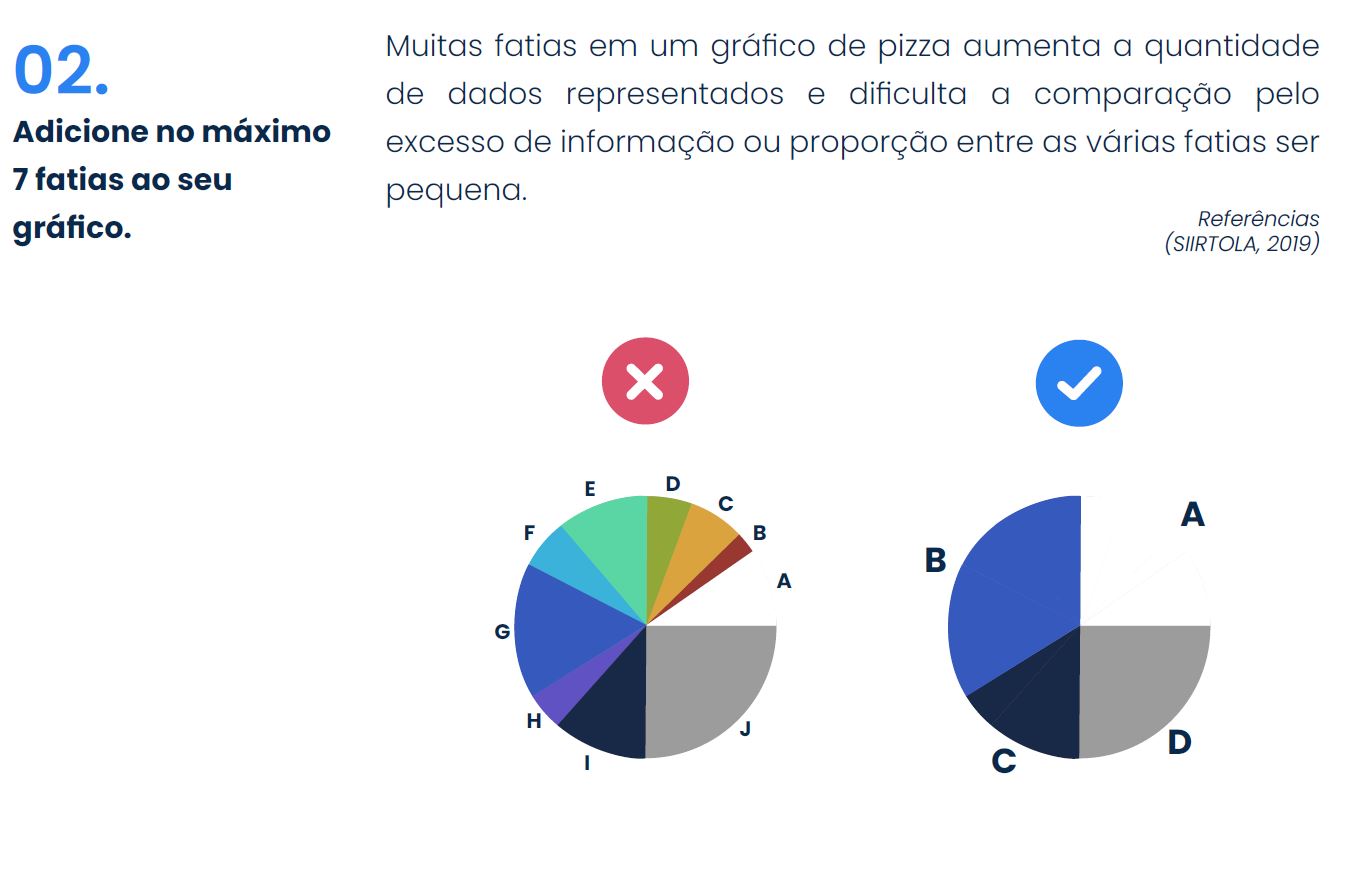 02.
Adicione no máximo
7 fatias ao seu
gráfico.
Muitas fatias em um gráfico de pizza aumenta a quantidade
de dados representados e dificulta a comparação pelo
excesso de informação ou proporção entre as várias fatias ser
pequena.
Referências
(SIIRTOLA, 2019)
E
D
C
B
A
F
G
H
I
J
A
B
C
D